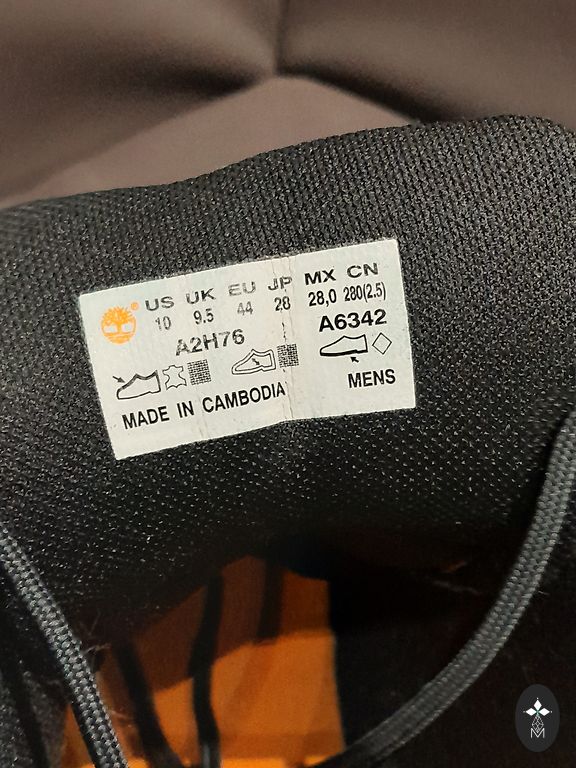 US UK EU JP MX CN
10 9.5 44 28 28,0 280(2.5)
A2H76 A6342
MADE IN CAMBODIA MENS
M